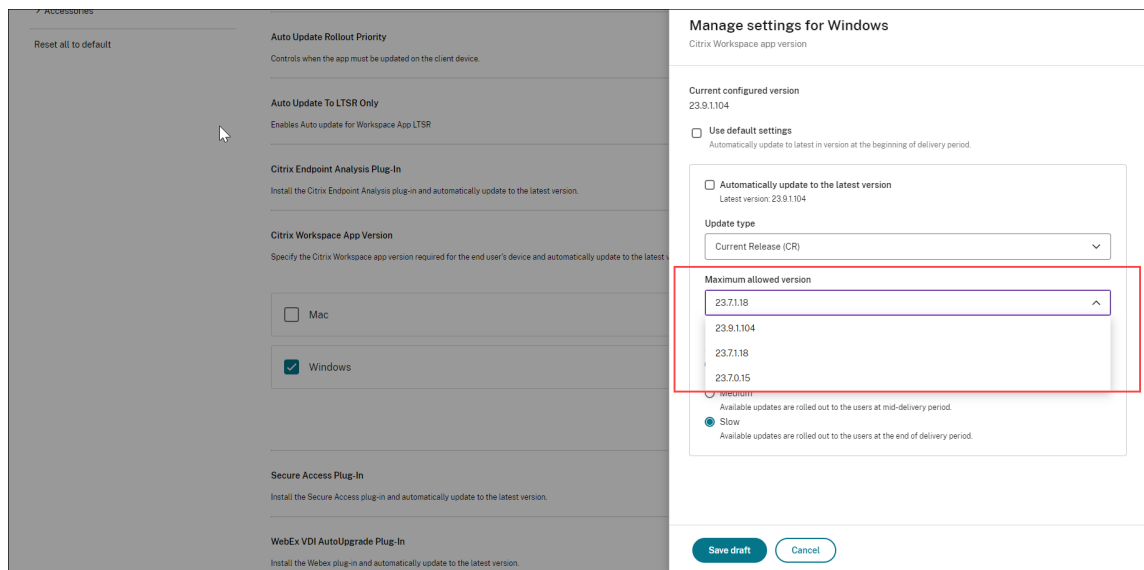 Accessories
Reset all to default
Auto Update Rollout Priority
Controls when the app must be updated on the client device.
Auto Update To LTSR Only
Enables Auto update for Workspace App LTSR
Citrix Endpoint Analysis Plug-In
Install the Citrix Endpoint Analysis plug-in and automatically update to the latest version.
Citrix Workspace App Version
Specify the Citrix Workspace app version required for the end user's device and automatically update to the latest v
Mac
Windows
Secure Access Plug-In
Install the Secure Access plug-in and automatically update to the latest version.
WebEx VDI AutoUpgrade Plug-In
Install the Webex plug-in and automatically update to the latest version.
Manage settings for Windows
Citrix Workspace app version
Current configured version
23.9.1.104
Use default settings
Automatically update to latest in version at the beginning of delivery period.
Automatically update to the latest version
Latest version: 23.9.1.104
Update type
Current Release (CR)
Maximum allowed version
23.7.1.18
23.9.1.104
23.7.1.18
23.7.0.15
Medium
Available updates are rolled out to the users at mid-delivery period.
Slow
Available updates are rolled out to the users at the end of delivery period.
Save draft
Cancel